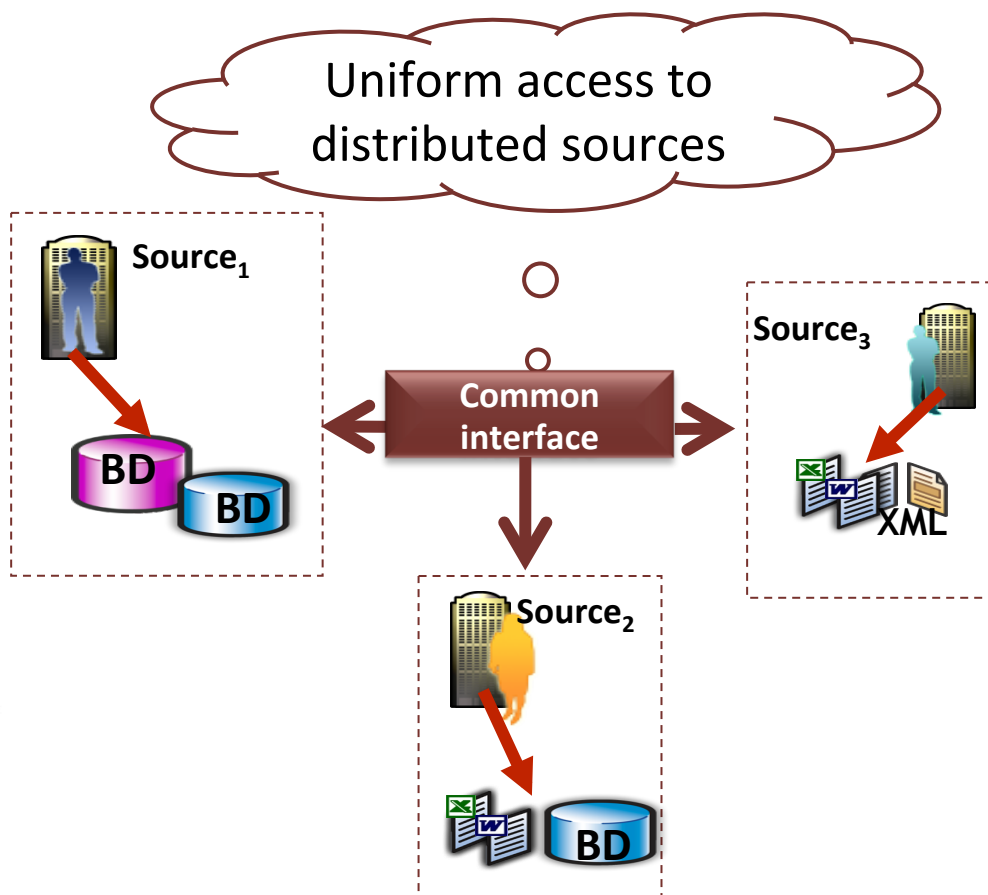 Uniform access to
distributed sources
Source₁
BD
BD
Common
interface
Source₃
X
W
XML
Source₂
X
W
BD